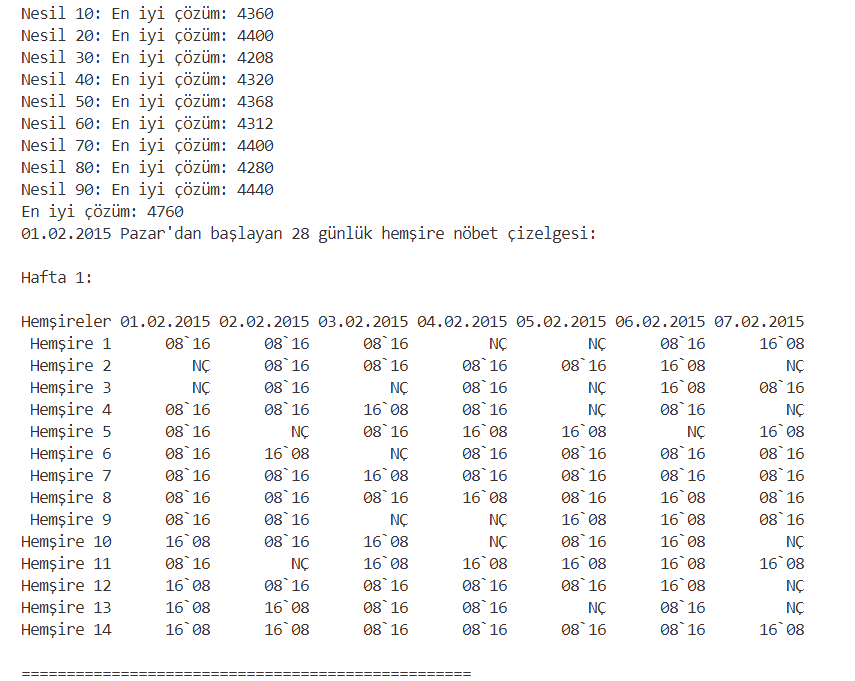 Nesil 10: En iyi çözüm: 4360
Nesil 20: En iyi çözüm: 4400
Nesil 30: En iyi çözüm: 4208
Nesil 40: En iyi çözüm: 4320
Nesil 50: En iyi çözüm: 4368
Nesil 60: En iyi çözüm: 4312
Nesil 70: En iyi çözüm: 4400
Nesil 80: En iyi çözüm: 4280
Nesil 90: En iyi çözüm: 4440
En iyi çözüm: 4760
01.02.2015 Pazar'dan başlayan 28 günlük hemşire nöbet çizelgesi:
Hafta 1:
Hemşireler 01.02.2015 02.02.2015 03.02.2015 04.02.2015 05.02.2015 06.02.2015 07.02.2015
Hemşire 1 08`16 08`16 08`16 NÇ NÇ 08`16 16`08
Hemşire 2 NÇ 08`16 08`16 08`16 08`16 16`08 NÇ
Hemşire 3 NÇ 08`16 NÇ 08`16 NÇ 16`08 08`16
Hemşire 4 08`16 08`16 16`08 08`16 NÇ 08`16 NÇ
Hemşire 5 08`16 NÇ 08`16 16`08 16`08 NÇ 16`08
Hemşire 6 08`16 16`08 NÇ 08`16 08`16 08`16 08`16
Hemşire 7 08`16 08`16 16`08 08`16 08`16 08`16 08`16
Hemşire 8 08`16 08`16 08`16 16`08 08`16 16`08 08`16
Hemşire 9 08`16 08`16 NÇ NÇ 16`08 16`08 08`16
Hemşire 10 16`08 08`16 16`08 NÇ 08`16 16`08 NÇ
Hemşire 11 08`16 NÇ 16`08 16`08 16`08 16`08 16`08
Hemşire 12 16`08 08`16 08`16 08`16 08`16 16`08 NÇ
Hemşire 13 16`08 16`08 08`16 08`16 NÇ 08`16 NÇ
Hemşire 14 16`08 16`08 08`16 08`16 08`16 08`16 16`08
==================================================